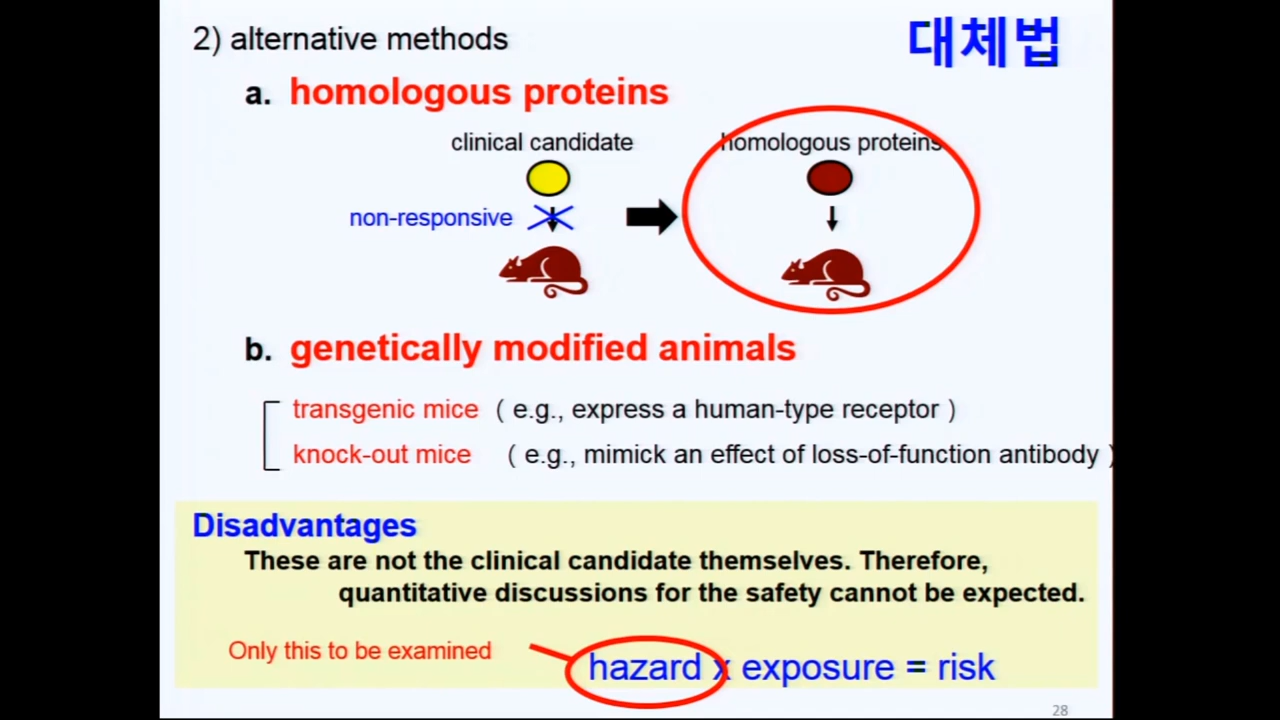 2) alternative methods
대체법
a. homologous proteins
clinical candidate
homologous proteins
non-responsive
b. genetically modified animals
transgenic mice ( e.g., express a human-type receptor )
knock-out mice ( e.g., mimick an effect of loss-of-function antibody )
Disadvantages
These are not the clinical candidate themselves. Therefore,
quantitative discussions for the safety cannot be expected.
Only this to be examined
hazard x exposure = risk
28